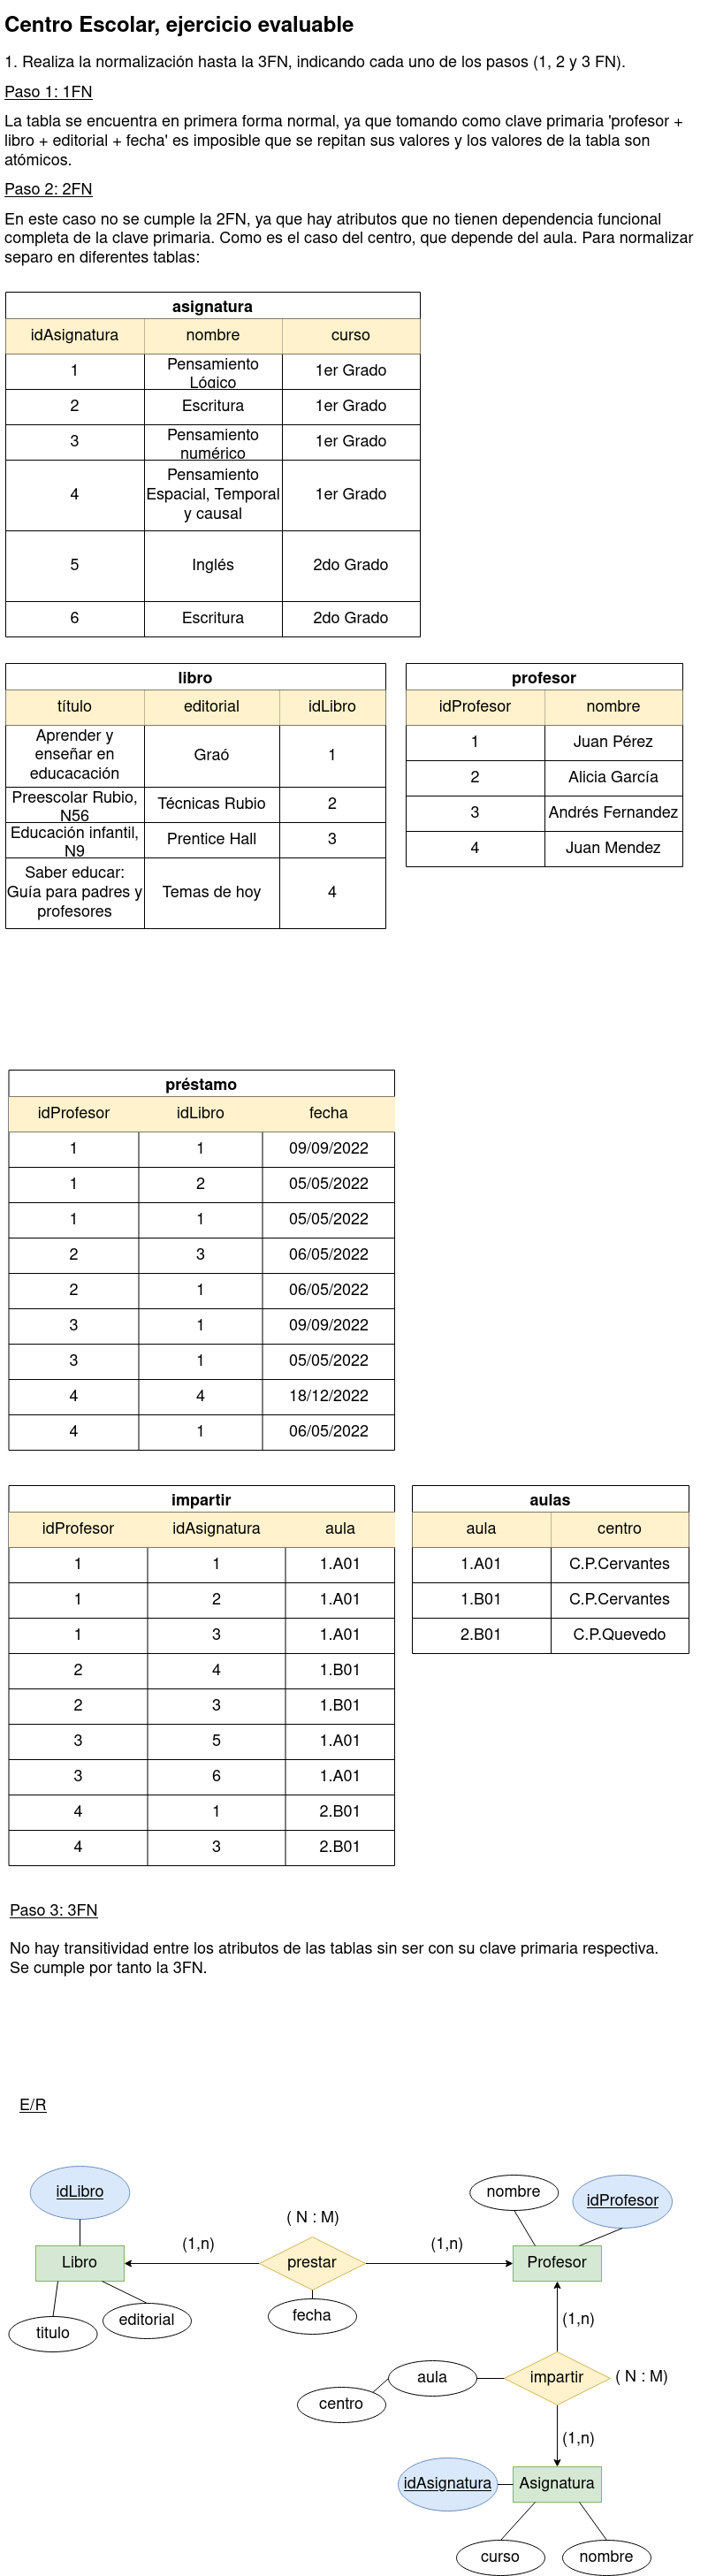 Centro Escolar, ejercicio evaluable
1. Realiza la normalización hasta la 3FN, indicando cada uno de los pasos (1, 2 y 3 FN).
Paso 1: 1FN
La tabla se encuentra en primera forma normal, ya que tomando como clave primaria 'profesor +
libro + editorial + fecha' es imposible que se repitan sus valores y los valores de la tabla son
atómicos.
Paso 2: 2FN
En este caso no se cumple la 2FN, ya que hay atributos que no tienen dependencia funcional
completa de la clave primaria. Como es el caso del centro, que depende del aula. Para normalizar
separo en diferentes tablas:
asignatura
idAsignatura nombre curso
1 Pensamiento Lógico 1er Grado
2 Escritura 1er Grado
3 Pensamiento numérico 1er Grado
4 Pensamiento Espacial, Temporal y causal 1er Grado
5 Inglés 2do Grado
6 Escritura 2do Grado
libro
título editorial idLibro
Aprender y enseñar en educacación Graó 1
Preescolar Rubio, N56 Técnicas Rubio 2
Educación infantil, N9 Prentice Hall 3
Saber educar: Guía para padres y profesores Temas de hoy 4
profesor
idProfesor nombre
1 Juan Pérez
2 Alicia García
3 Andrés Fernandez
4 Juan Mendez
préstamo
idProfesor idLibro fecha
1 1 09/09/2022
1 2 05/05/2022
1 1 05/05/2022
2 3 06/05/2022
2 1 06/05/2022
3 1 09/09/2022
3 1 05/05/2022
4 4 18/12/2022
4 1 06/05/2022
impartir
idProfesor idAsignatura aula
1 1 1.A01
1 2 1.A01
1 3 1.A01
2 4 1.B01
2 3 1.B01
3 5 1.A01
3 6 1.A01
4 1 2.B01
4 3 2.B01
aulas
aula centro
1.A01 C.P.Cervantes
1.B01 C.P.Cervantes
2.B01 C.P.Quevedo
Paso 3: 3FN
No hay transitividad entre los atributos de las tablas sin ser con su clave primaria respectiva.
Se cumple por tanto la 3FN.
E/R
idLibro
nombre
idProfesor
( N : M)
(1,n)
(1,n)
Libro
prestar
Profesor
fecha
titulo
editorial
(1,n)
aula
impartir
( N : M)
centro
(1,n)
idAsignatura
Asignatura
curso
nombre